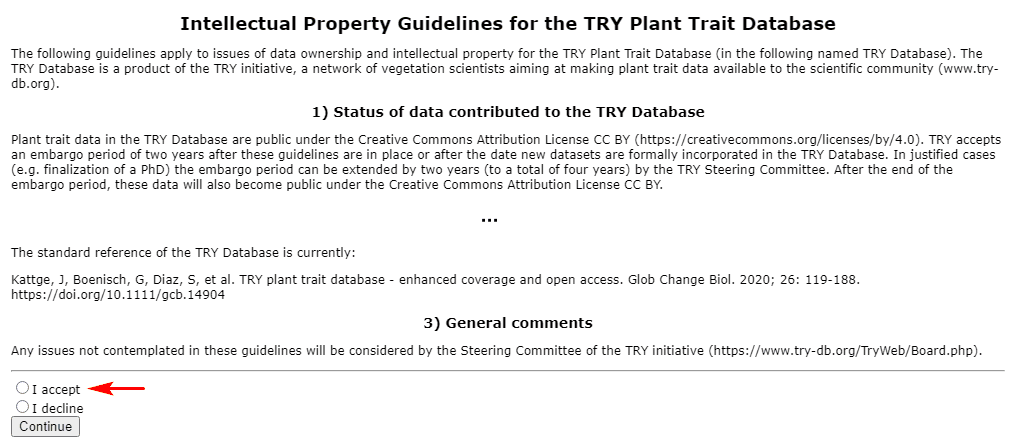 Intellectual Property Guidelines for the TRY Plant Trait Database
The following guidelines apply to issues of data ownership and intellectual property for the TRY Plant Trait Database (in the following named TRY Database). The
TRY Database is a product of the TRY initiative, a network of vegetation scientists aiming at making plant trait data available to the scientific community (www.try-
db.org).
1) Status of data contributed to the TRY Database
Plant trait data in the TRY Database are public under the Creative Commons Attribution License CC BY (https://creativecommons.org/licenses/by/4.0). TRY accepts
an embargo period of two years after these guidelines are in place or after the date new datasets are formally incorporated in the TRY Database. In justified cases
(e.g. finalization of a PhD) the embargo period can be extended by two years (to a total of four years) by the TRY Steering Committee. After the end of the
embargo period, these data will also become public under the Creative Commons Attribution License CC BY.
...
The standard reference of the TRY Database is currently:
Kattge, J, Boenisch, G, Diaz, S, et al. TRY plant trait database - enhanced coverage and open access. Glob Change Biol. 2020; 26: 119-188.
https://doi.org/10.1111/gcb.14904
3) General comments
Any issues not contemplated in these guidelines will be considered by the Steering Committee of the TRY initiative (https://www.try-db.org/TryWeb/Board.php).
I accept
I decline
Continue